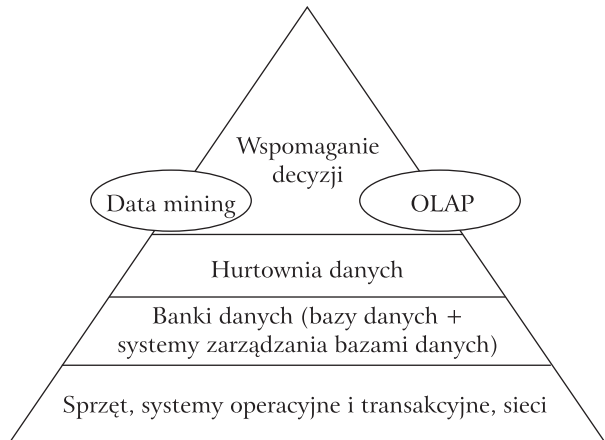 Wspomaganie
decyzji
Data mining
OLAP
Hurtownia danych
Banki danych (bazy danych +
systemy zarządzania bazami danych)
Sprzęt, systemy operacyjne i transakcyjne, sieci